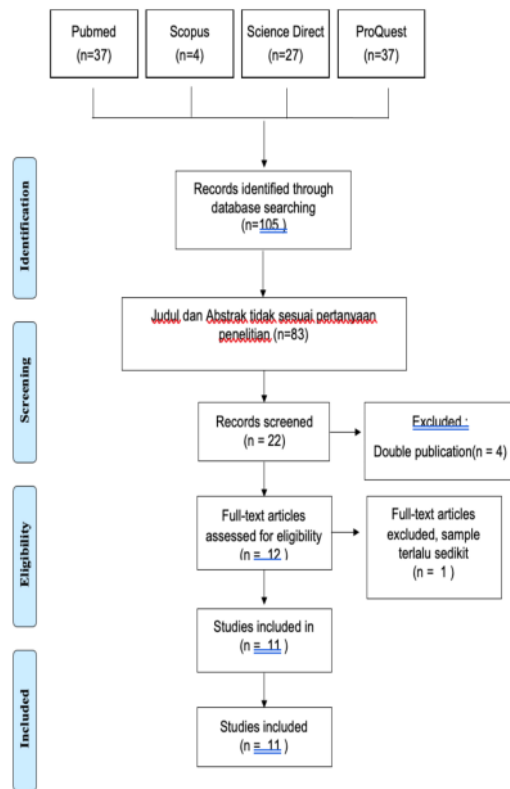 Pubmed
(n=37)
Scopus
(n=4)
Science Direct
(n=27)
ProQuest
(n=37)
Identification
Records identified through
database searching
(n=105 )
Judul dan Abstrak tidak sesuai pertanyaan
penelitian (n=83)
Screening
Records screened
(n = 22)
Excluded :
Double publication(n = 4)
Eligibility
Full-text articles
assessed for eligibility
(n = 12 )
Full-text articles
excluded, sample
terlalu sedikit
(n = 1 )
Studies included in
(n = 11 )
Included
Studies included
(n = 11 )